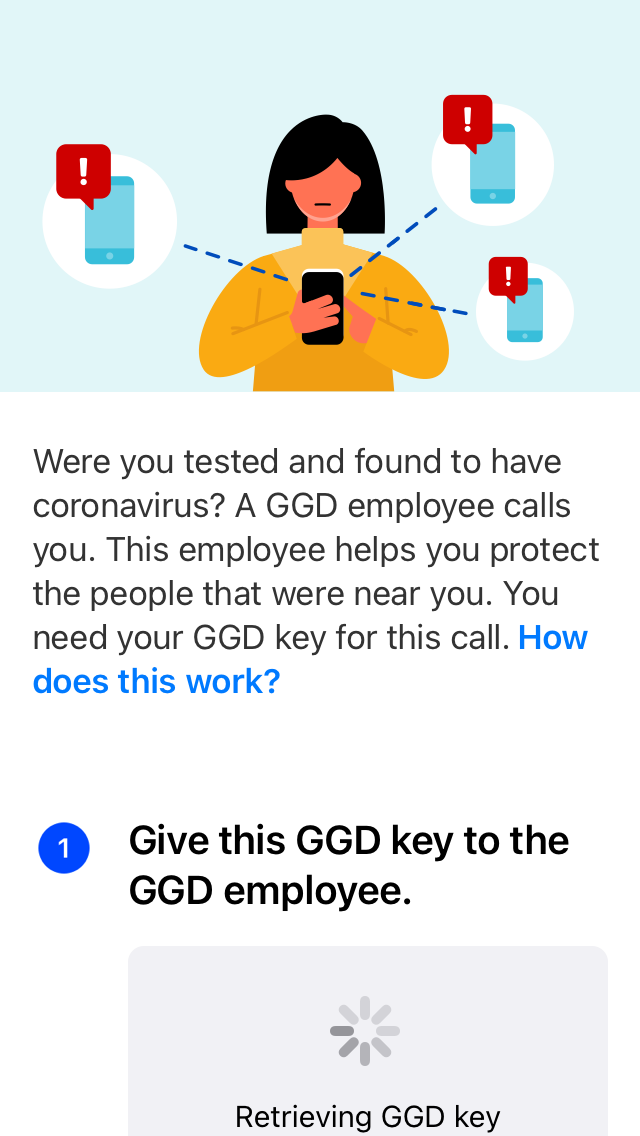 !
!
!
Were you tested and found to have
coronavirus? A GGD employee calls
you. This employee helps you protect
the people that were near you. You
need your GGD key for this call. How
does this work?
1
Give this GGD key to the
GGD employee.
Retrieving GGD key